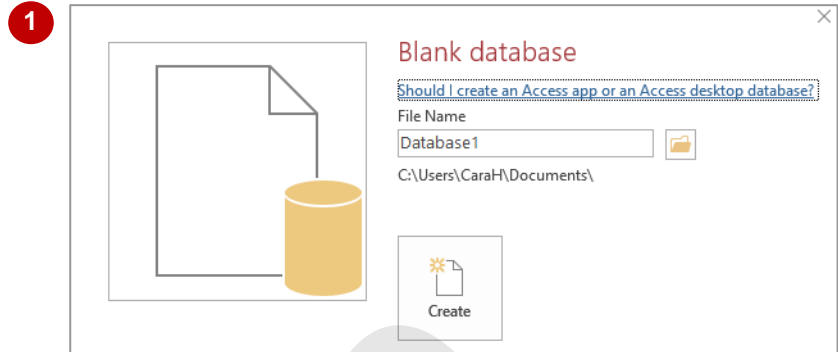 1
Blank database
Should I create an Access app or an Access desktop database?
File Name
Database1
C:\Users\CaraH\Documents\
Create